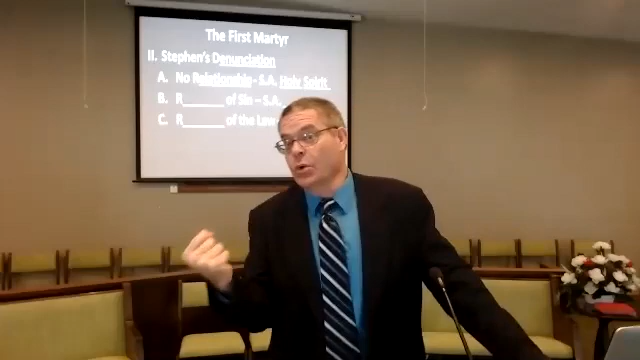 The First Martyr
II. Stephen's Denunciation
A. No Relationship - S.A. Holy Spirit
B. R_______ of Sin – S.A.
C. R_______ of the Law